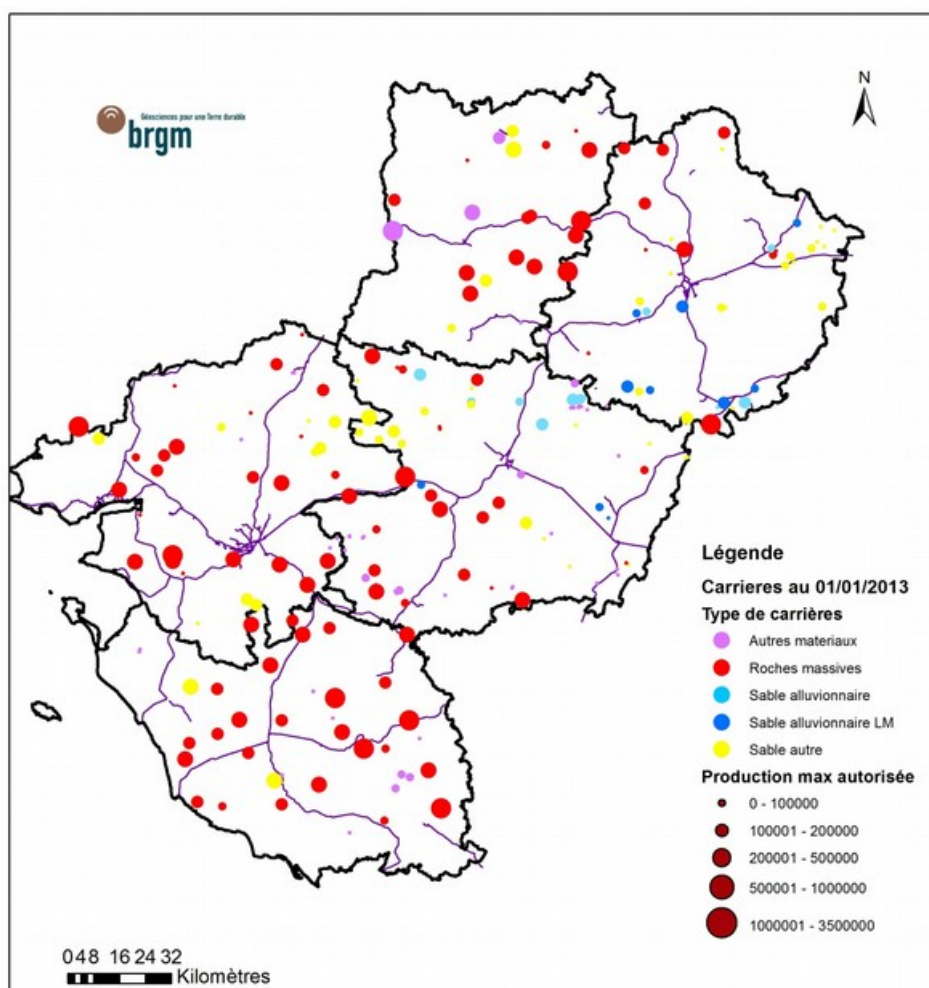 Géosciences pour une Terre durable
brgm
N
Légende
Carrieres au 01/01/2013
Type de carrières
Autres materiaux
Roches massives
Sable alluvionnaire
Sable alluvionnaire LM
Sable autre
Production max autorisée
0 - 100000
100001 - 200000
200001 - 500000
500001 - 1000000
1000001 - 3500000
0 4 8 16 24 32
Kilomètres